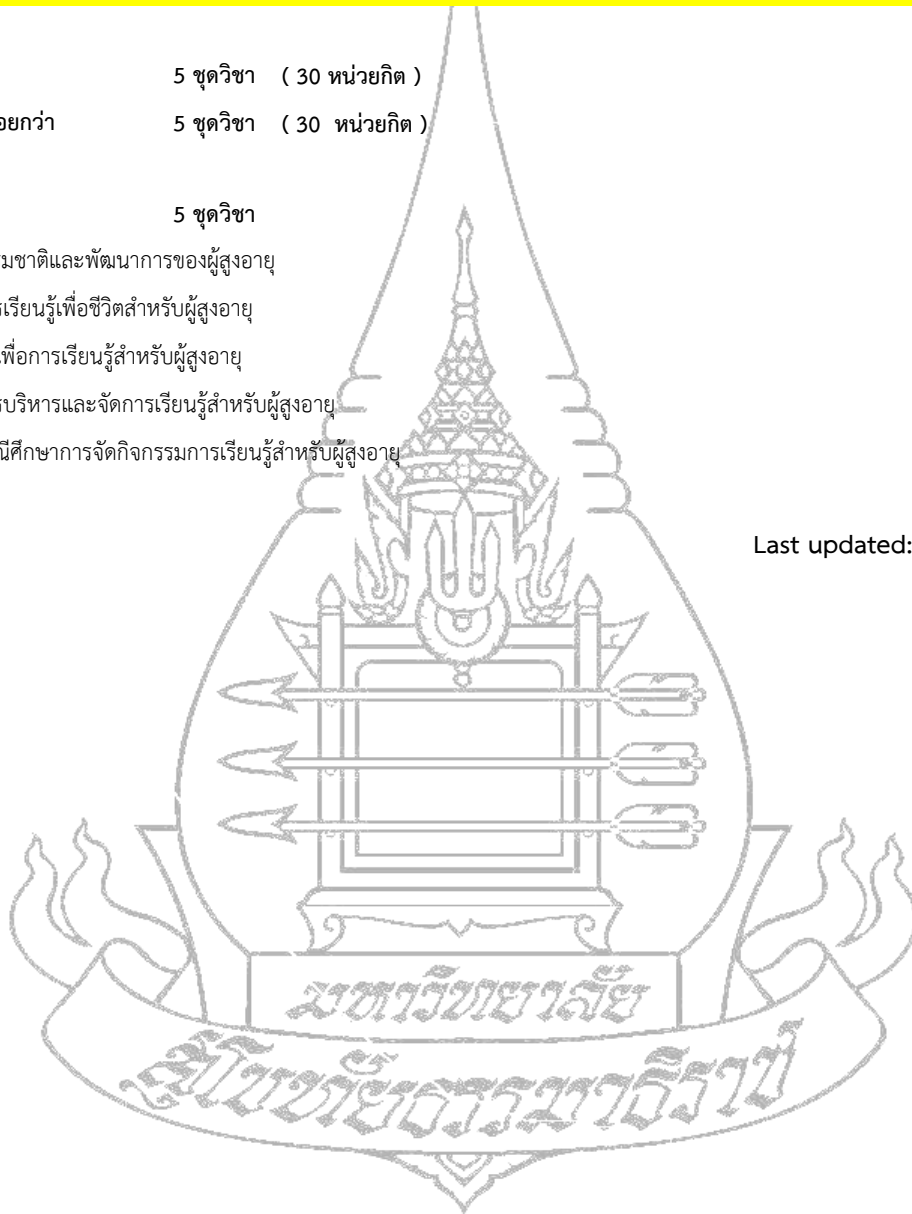 5 ชุดวิชา ( 30 หน่วยกิต )
อยกว่า 5 ชุดวิชา ( 30 หน่วยกิต )
5 ชุดวิชา
รมชาติและพัฒนาการของผู้สูงอายุ
รเรียนรู้เพื่อชีวิตสำหรับผู้สูงอายุ
เพื่อการเรียนรู้สำหรับผู้สูงอายุ
รบริหารและจัดการเรียนรู้สำหรับผู้สูงอายุ
ณีศึกษาการจัดกิจกรรมการเรียนรู้สำหรับผู้สูงอายุ
Last updated:
มหาวิทยาลัย
สุโขทัยธรรมาธิราช